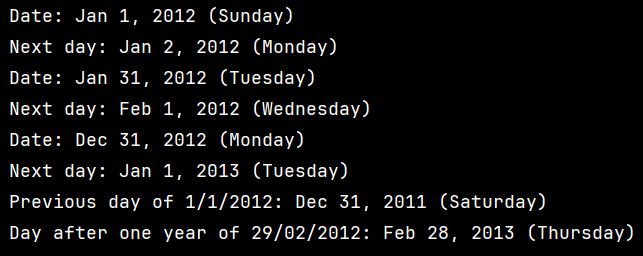 Date: Jan 1, 2012 (Sunday)
Next day: Jan 2, 2012 (Monday)
Date: Jan 31, 2012 (Tuesday)
Next day: Feb 1, 2012 (Wednesday)
Date: Dec 31, 2012 (Monday)
Next day: Jan 1, 2013 (Tuesday)
Previous day of 1/1/2012: Dec 31, 2011 (Saturday)
Day after one year of 29/02/2012: Feb 28, 2013 (Thursday)